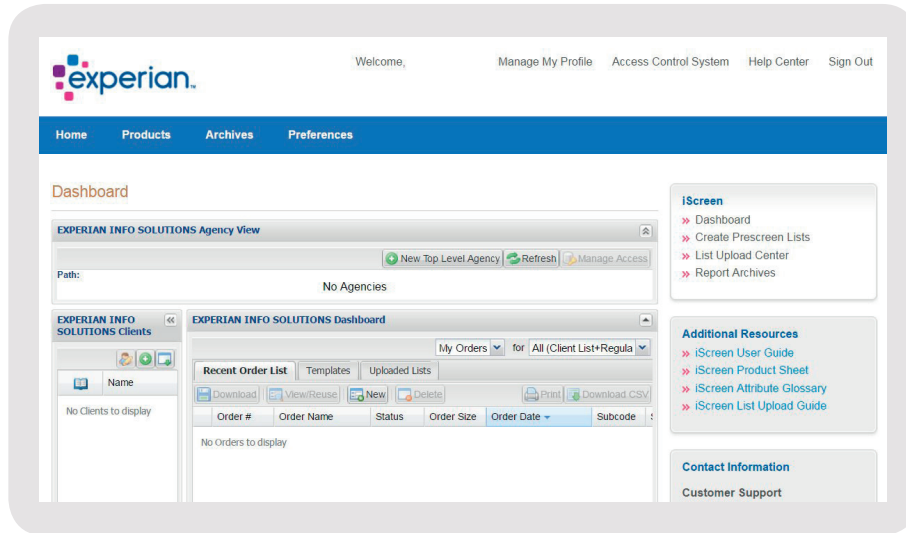 experian™
Welcome, Manage My Profile Access Control System Help Center Sign Out
Home Products Archives Preferences
Dashboard
EXPERIAN INFO SOLUTIONS Agency View
New Top Level Agency Refresh Manage Access
Path:
No Agencies
EXPERIAN INFO
SOLUTIONS Clients
Name
No Clients to display
EXPERIAN INFO SOLUTIONS Dashboard
My Orders for All (Client List+Regula
Recent Order List Templates Uploaded Lists
Download View/Reuse New Delete Print Download CSV
Order # Order Name Status Order Size Order Date Subcode
No Orders to display
iScreen
» Dashboard
» Create Prescreen Lists
» List Upload Center
» Report Archives
Additional Resources
» iScreen User Guide
» iScreen Product Sheet
» iScreen Attribute Glossary
» iScreen List Upload Guide
Contact Information
Customer Support